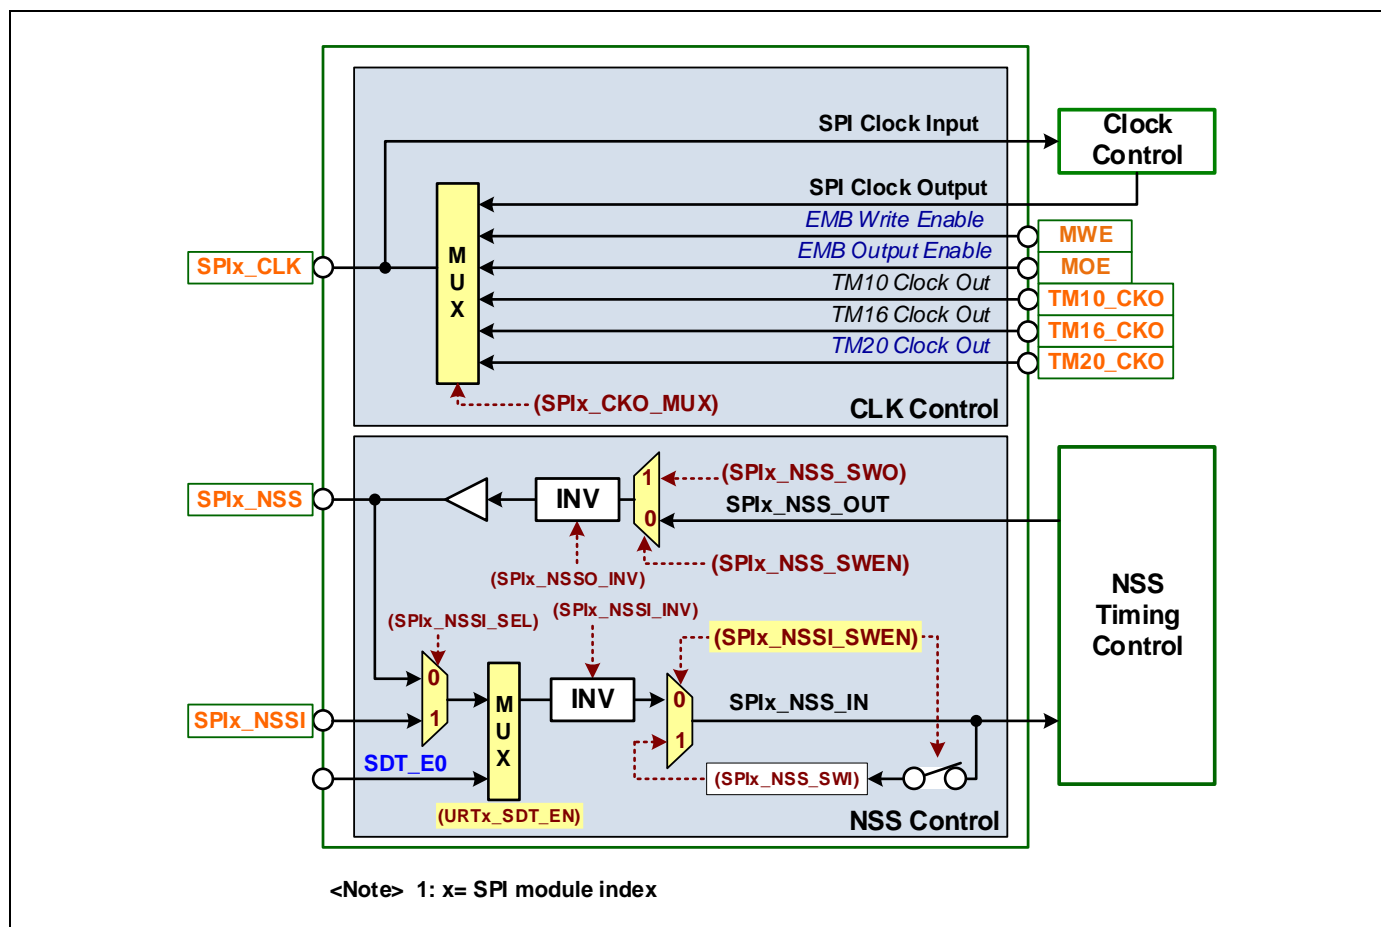 SPI Clock Input
Clock
Control
SPI Clock Output
EMB Write Enable
MWE
EMB Output Enable
MOE
SPIx_CLK
M
U
X
TM10 Clock Out
TM10_CKO
TM16 Clock Out
TM16_CKO
TM20 Clock Out
TM20_CKO
(SPIx_CKO_MUX)
CLK Control
SPIx_NSS
INV
1
0
(SPIx_NSS_SWO)
SPIx_NSS_OUT
(SPIx_NSS_SWEN)
(SPIx_NSSO_INV)
NSS
Timing
Control
(SPIx_NSSI_SEL)
(SPIx_NSSI_INV)
(SPIx_NSSI_SWEN)
0
1
M
U
X
INV
0
1
SPIx_NSS_IN
SPIx_NSSI
SDT_E0
(SPIx_NSS_SWI)
(URTx_SDT_EN)
NSS Control
<Note> 1: x= SPI module index